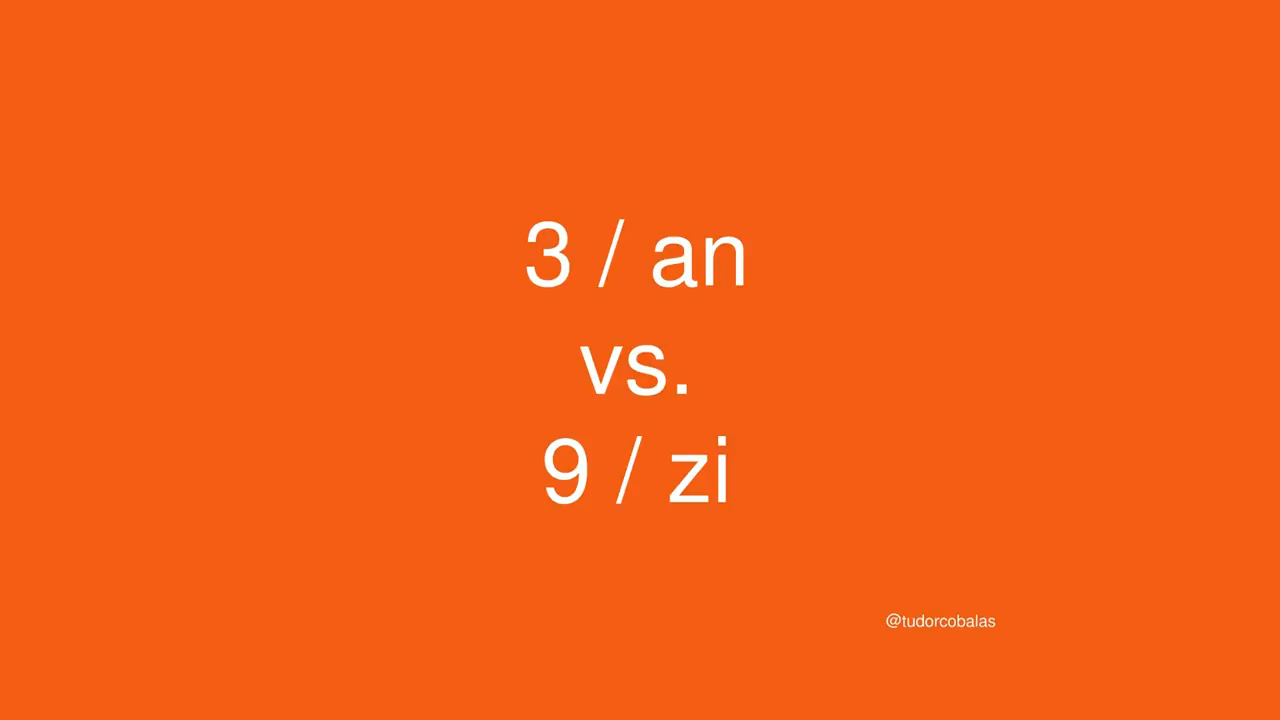 3 / an
vs.
9 / zi
@tudorcobalas